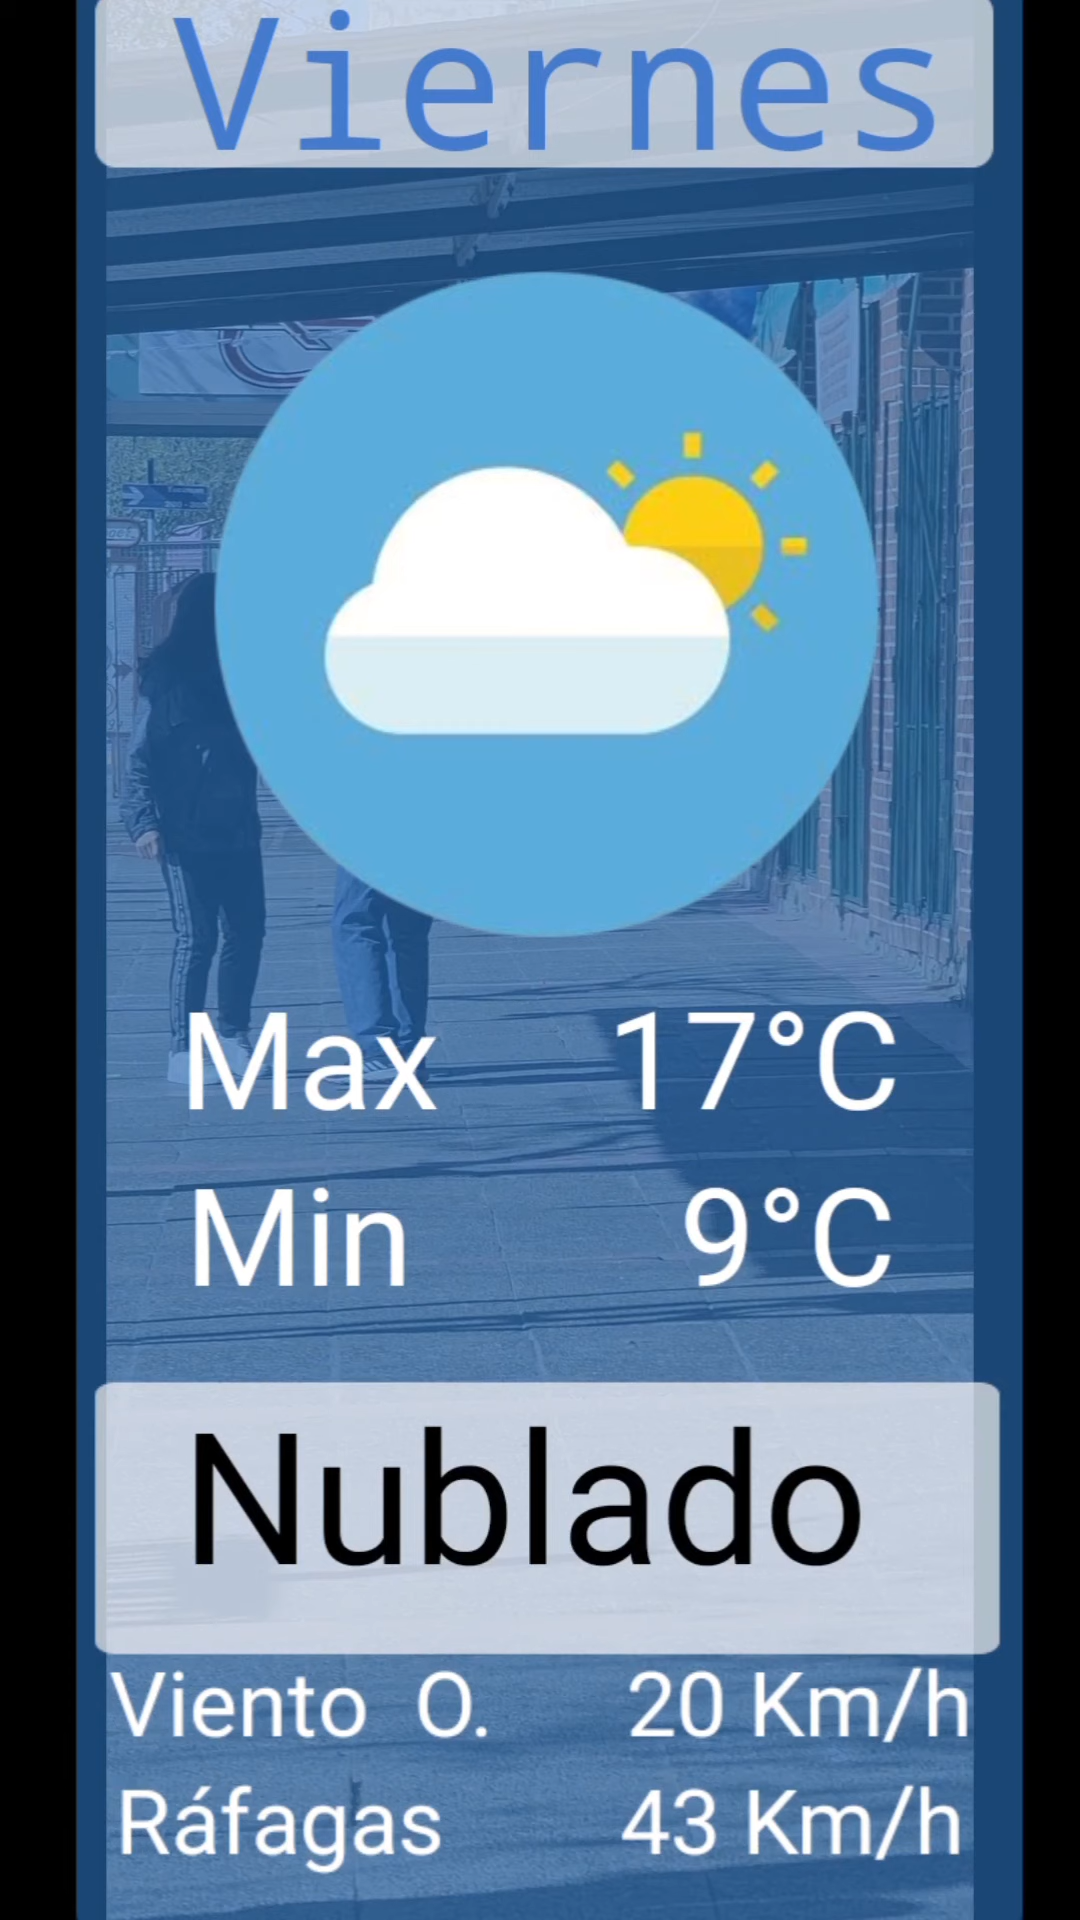 Viernes
Max 17°C
Min 9°C
Nublado
Viento O. 20 Km/h
Ráfagas 43 Km/h